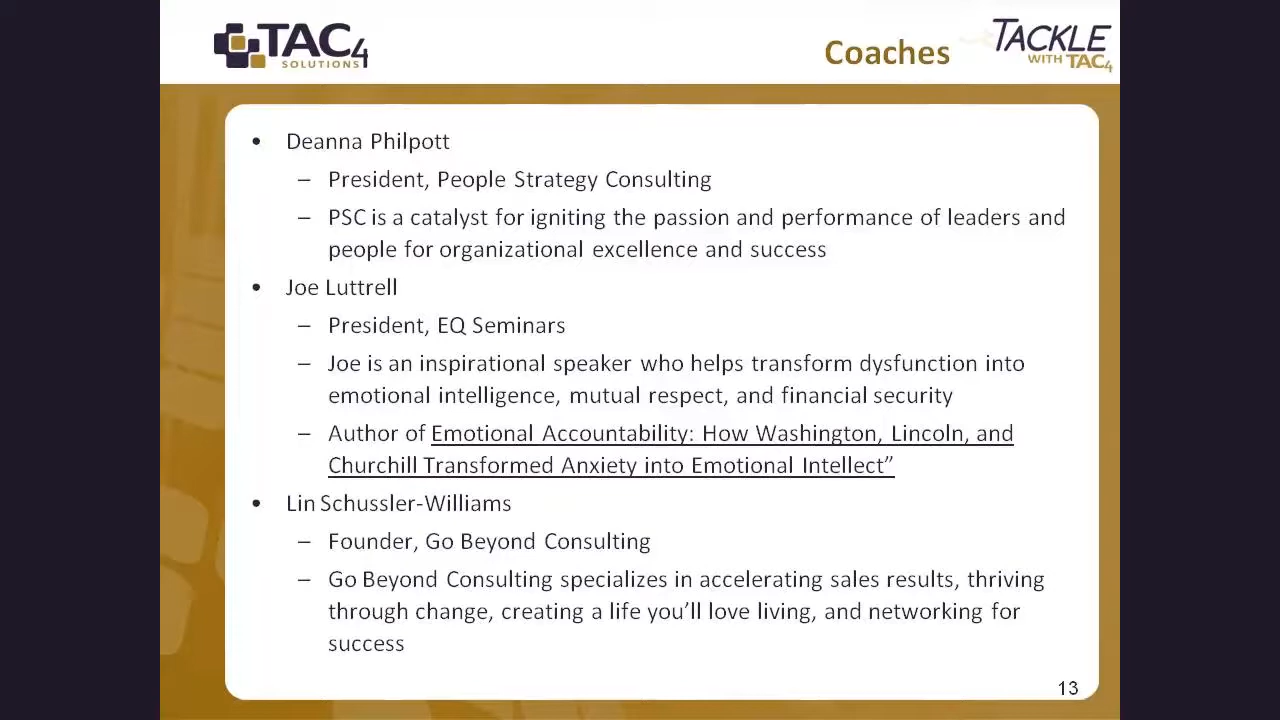 TAC4
SOLUTIONS
Coaches
TACKLE
WITH TAC4
• Deanna Philpott
– President, People Strategy Consulting
– PSC is a catalyst for igniting the passion and performance of leaders and
people for organizational excellence and success
• Joe Luttrell
– President, EQ Seminars
– Joe is an inspirational speaker who helps transform dysfunction into
emotional intelligence, mutual respect, and financial security
– Author of Emotional Accountability: How Washington, Lincoln, and
Churchill Transformed Anxiety into Emotional Intellect”
• Lin Schussler-Williams
– Founder, Go Beyond Consulting
– Go Beyond Consulting specializes in accelerating sales results, thriving
through change, creating a life you’ll love living, and networking for
success
13